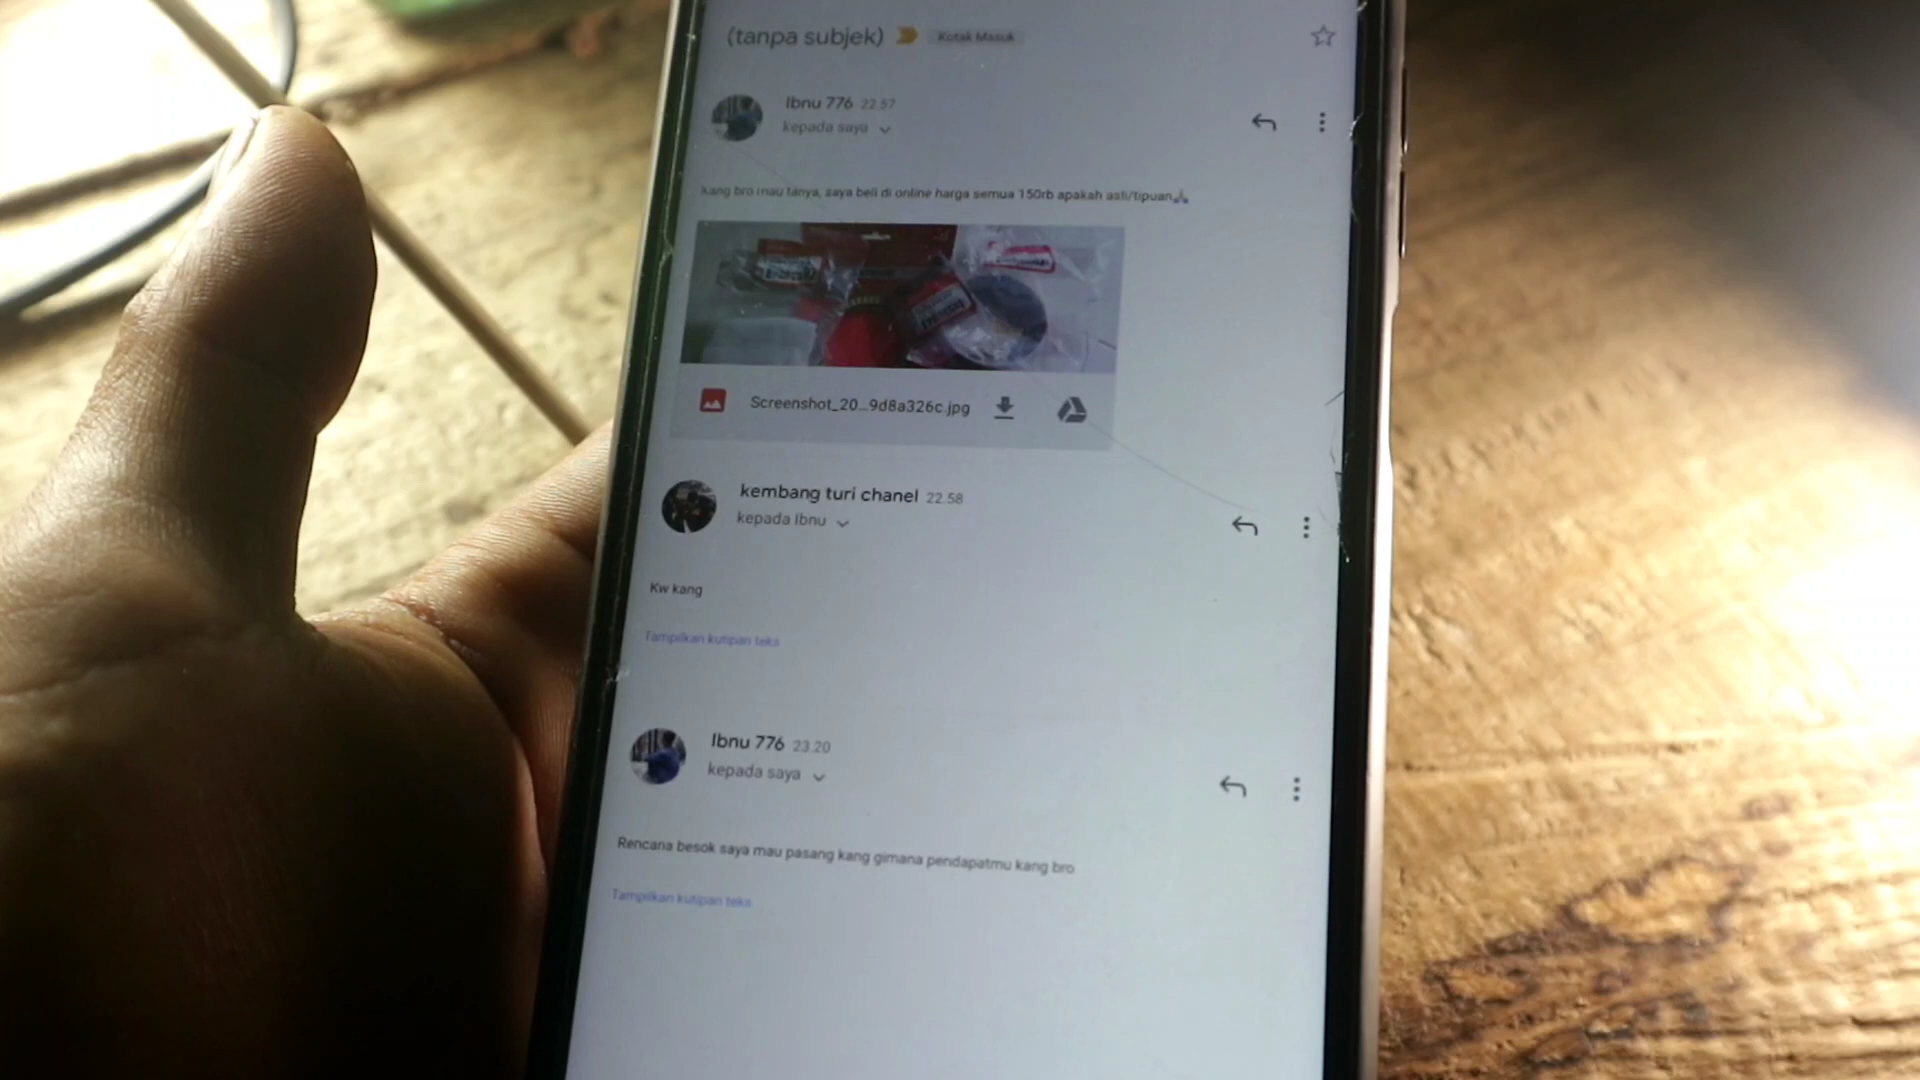 (tanpa subjek) Kotak Masuk
Ibnu 776 22.57
kepada saya
Kang bro mau tanya, saya beli di online harga semua 150rb apakah asli/tipuan🙏
Screenshot_20...9d8a326c.jpg
kembang turi chanel 22.58
kepada Ibnu
Kw kang
Tampilkan kutipan teks
Ibnu 776 23.20
kepada saya
Rencana besok saya mau pasang kang gimana pendapatmu kang bro
Tampilkan kutipan teks